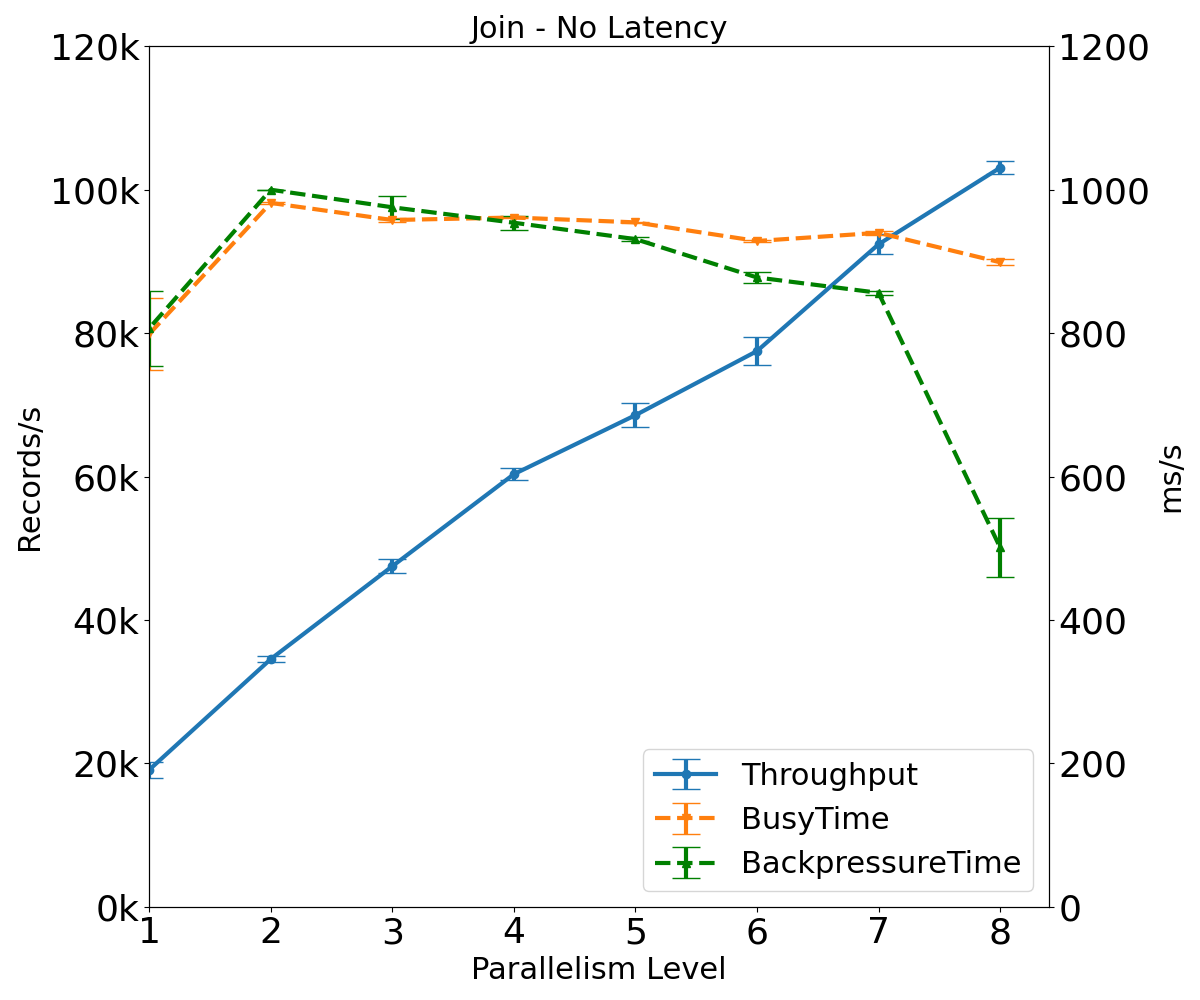 Join - No Latency
120k
100k
80k
60k
40k
20k
0k
Records/s
1200
1000
800
600
400
200
0
ms/s
1 2 3 4 5 6 7 8
Parallelism Level
Throughput
BusyTime
BackpressureTime